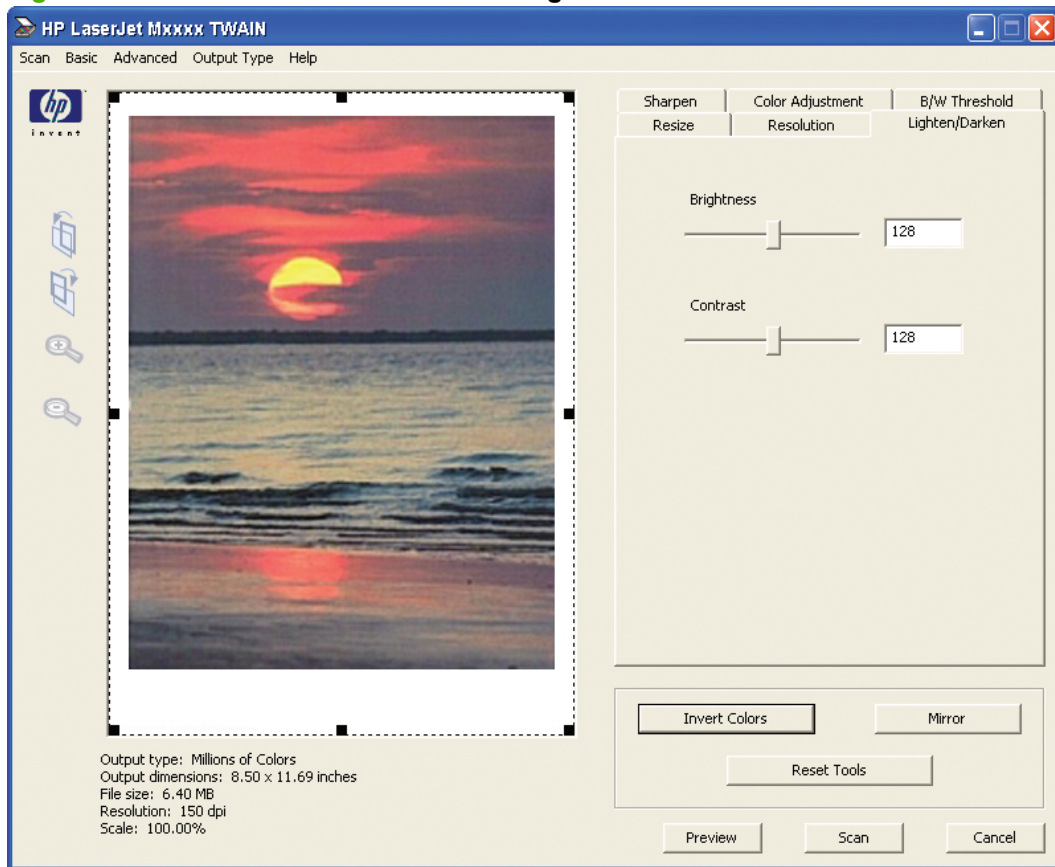 HP LaserJet Mxxxx TWAIN
Scan Basic Advanced Output Type Help
hp
invent
Sharpen Color Adjustment B/W Threshold
Resize Resolution Lighten/Darken
Brightness
128
Contrast
128
Invert Colors Mirror
Reset Tools
Output type: Millions of Colors
Output dimensions: 8.50 x 11.69 inches
File size: 6.40 MB
Resolution: 150 dpi
Scale: 100.00%
Preview Scan Cancel